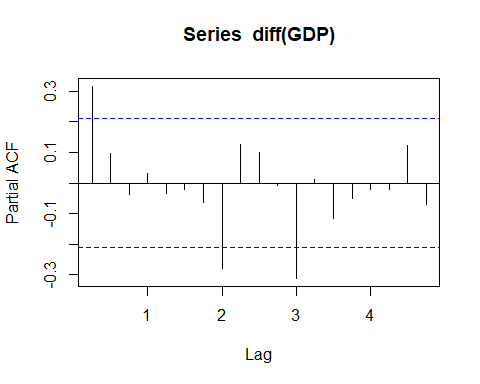 Series diff(GDP)
Partial ACF
0.3
0.1
-0.1
-0.3
1 2 3 4
Lag